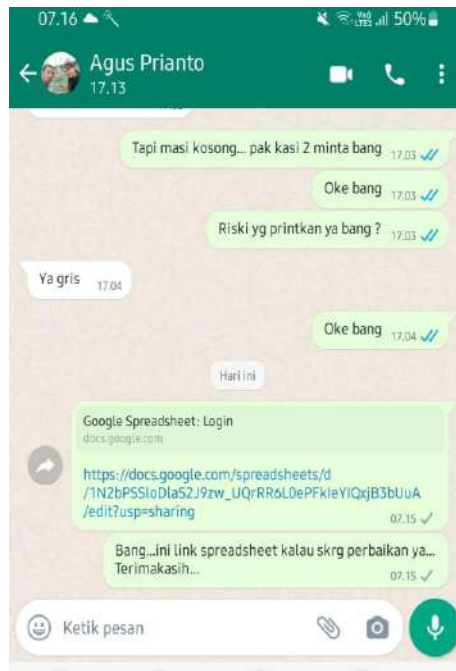 07.16
50%
Agus Prianto
17.13
Tapi masi kosong... pak kasi 2 minta bang 17.03
Oke bang 17.03
Riski yg printkan ya bang ? 17.03
Ya gris 17.04
Oke bang 17.04
Hari ini
Google Spreadsheet: Login
docs.google.com
https://docs.google.com/spreadsheets/d
/edit?usp=sharing
07.15
Bang...ini link spreadsheet kalau skrg perbaikan ya...
Terimakasih... 07.15
Ketik pesan